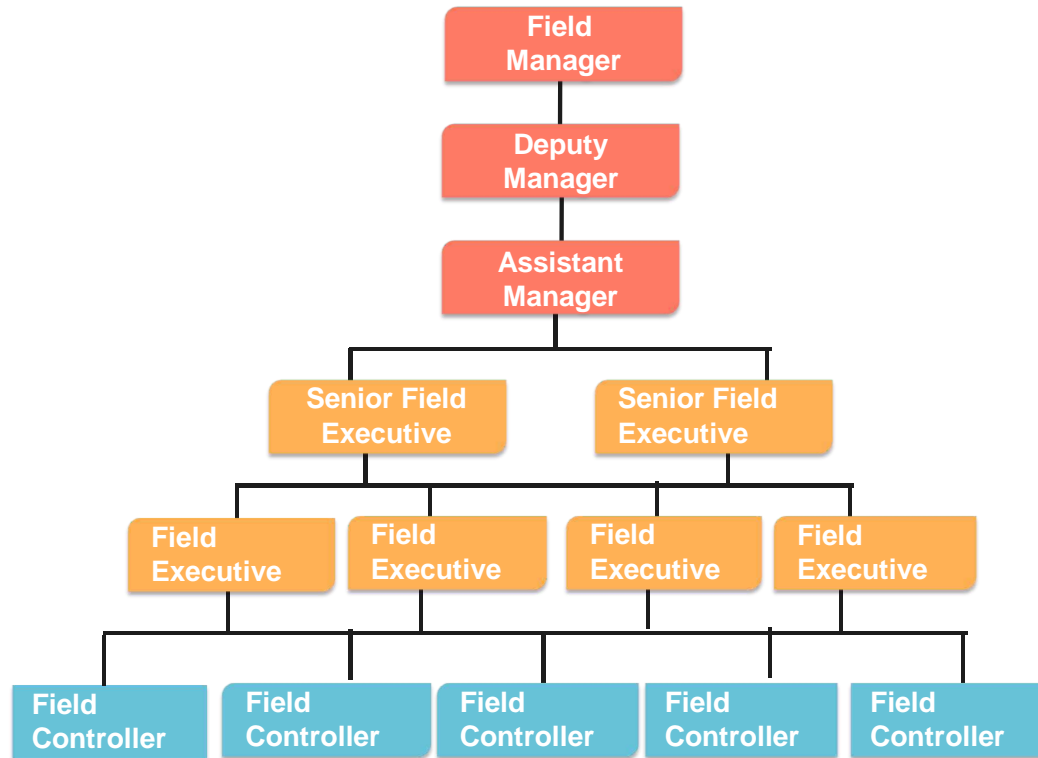 Field
Manager
Deputy
Manager
Assistant
Manager
Senior Field
Executive
Senior Field
Executive
Field
Executive
Field
Executive
Field
Executive
Field
Executive
Field
Controller
Field
Controller
Field
Controller
Field
Controller
Field
Controller